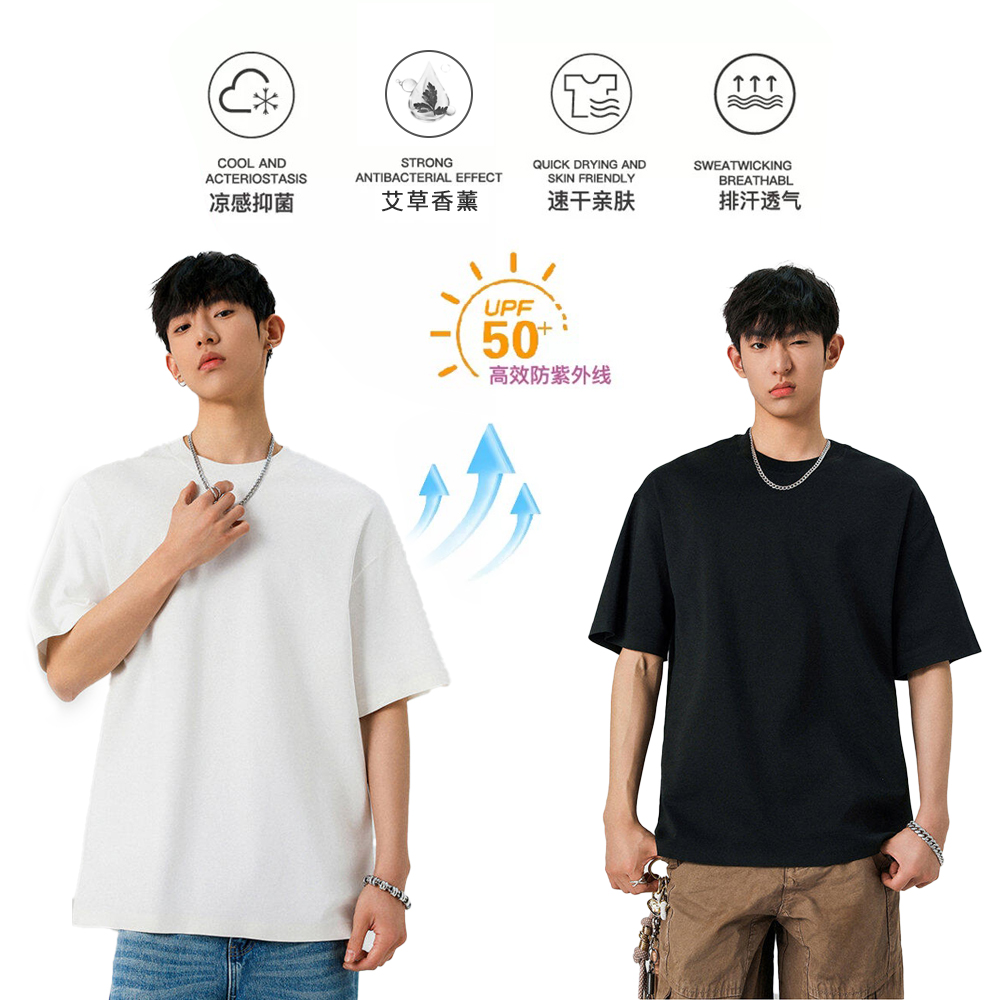 COOL AND
ACTERIOSTASIS
凉感抑菌
STRONG
ANTIBACTERIAL EFFECT
艾草香薰
QUICK DRYING AND
SKIN FRIENDLY
速干亲肤
SWEATWICKING
BREATHABL
排汗透气
UPF
50+
高效防紫外线